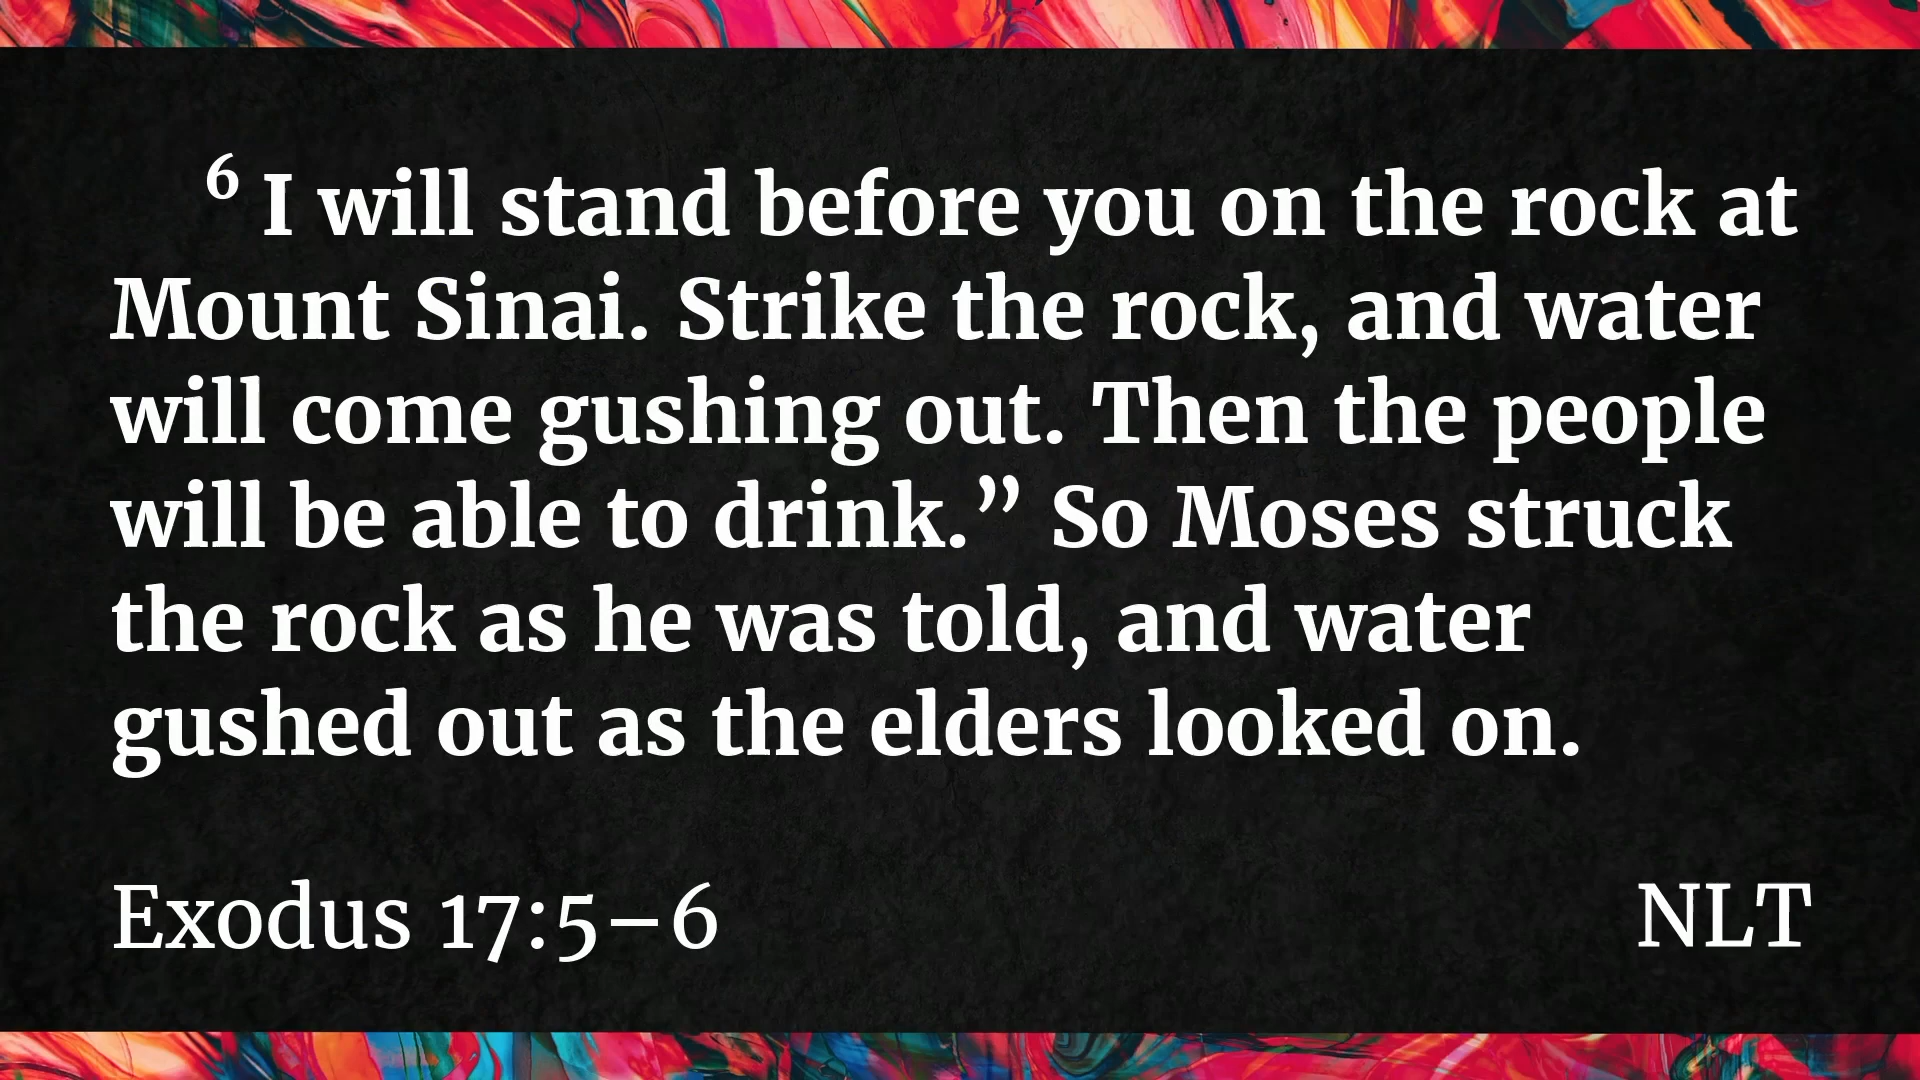 ⁶ I will stand before you on the rock at
Mount Sinai. Strike the rock, and water
will come gushing out. Then the people
will be able to drink.” So Moses struck
the rock as he was told, and water
gushed out as the elders looked on.
Exodus 17:5–6 NLT